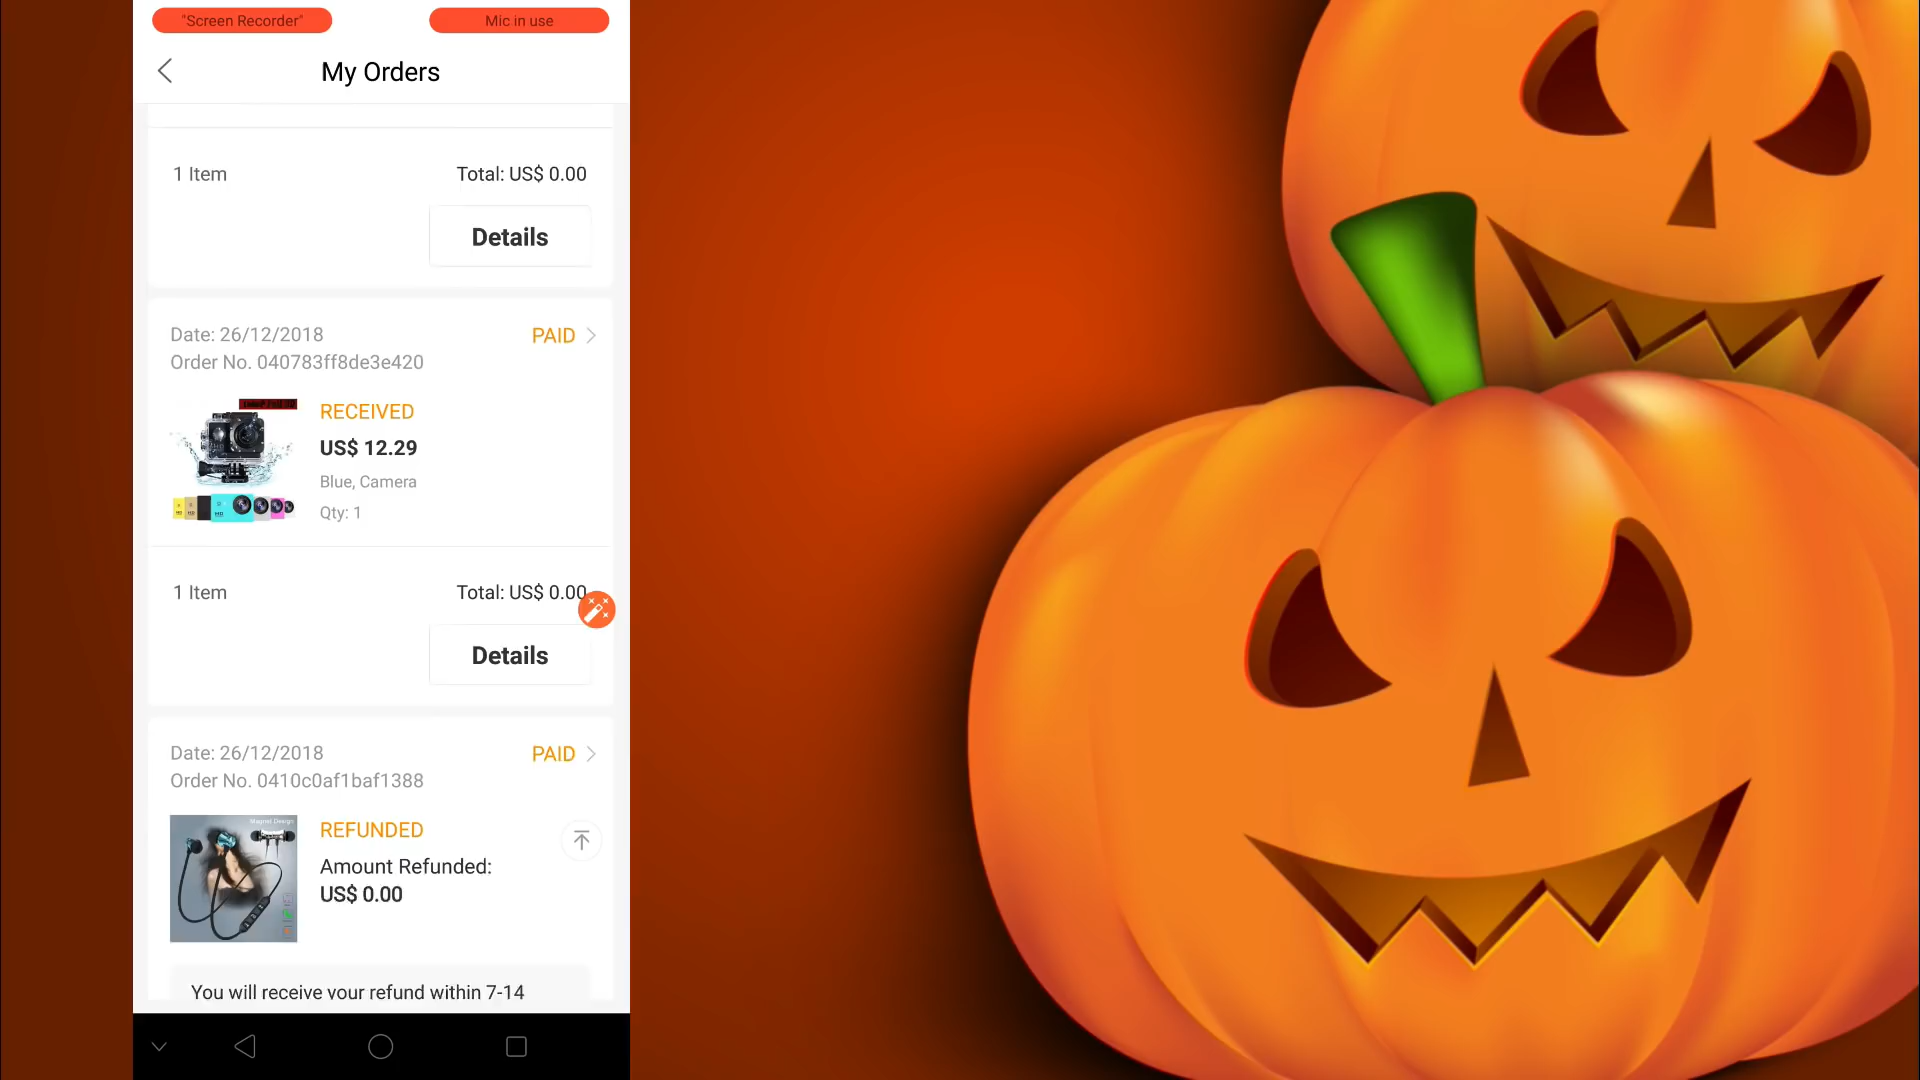 "Screen Recorder"
Mic in use
My Orders
1 Item
Total: US$ 0.00
Details
Date: 26/12/2018
PAID
Order No. 040783ff8de3e420
RECEIVED
US$ 12.29
Blue, Camera
Qty: 1
1 Item
Total: US$ 0.00
Details
Date: 26/12/2018
PAID
Order No. 0410c0af1baf1388
Magnet Design
REFUNDED
Amount Refunded:
US$ 0.00
You will receive your refund within 7-14